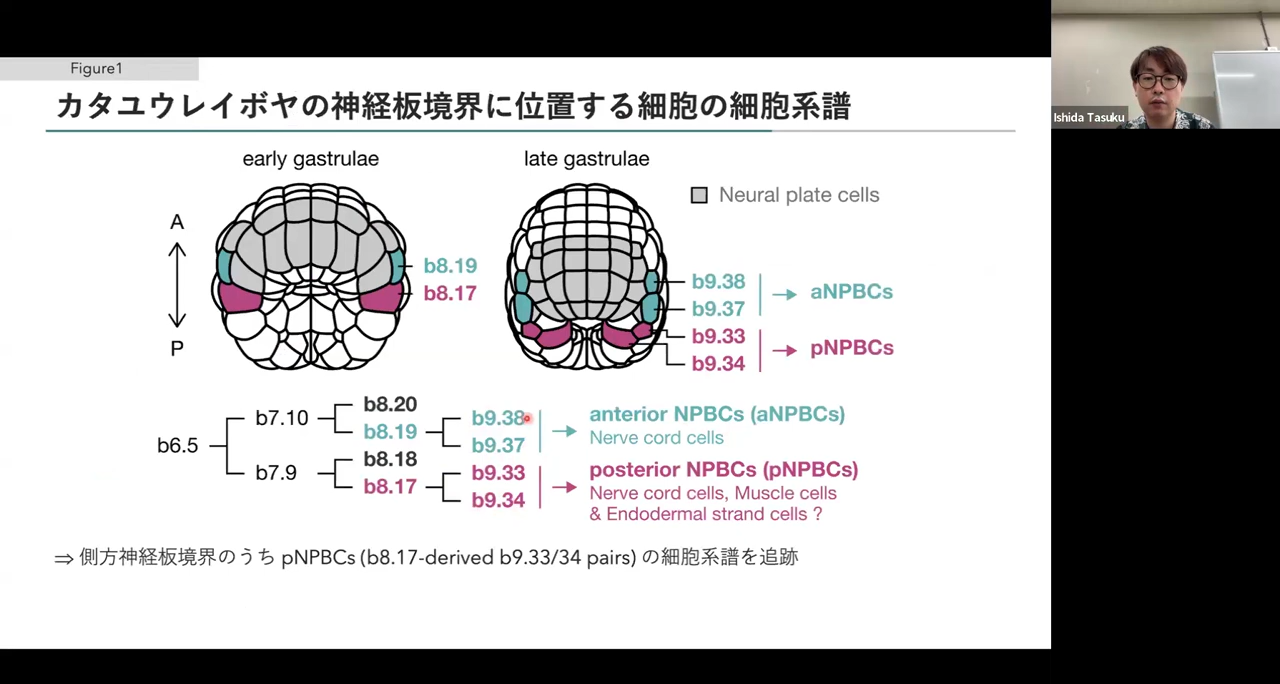 Figure1
カタユウレイボヤの神経板境界に位置する細胞の細胞系譜
early gastrulae
late gastrulae
Neural plate cells
A
P
b8.19
b8.17
b9.38
b9.37
aNPBCs
b9.33
b9.34
pNPBCs
b6.5
b7.10
b7.9
b8.20
b8.19
b8.18
b8.17
b9.38
b9.37
b9.33
b9.34
anterior NPBCs (aNPBCs)
Nerve cord cells
posterior NPBCs (pNPBCs)
Nerve cord cells, Muscle cells
& Endodermal strand cells ?
⇒ 側方神経板境界のうち pNPBCs (b8.17-derived b9.33/34 pairs) の細胞系譜を追跡
Ishida Tasuku